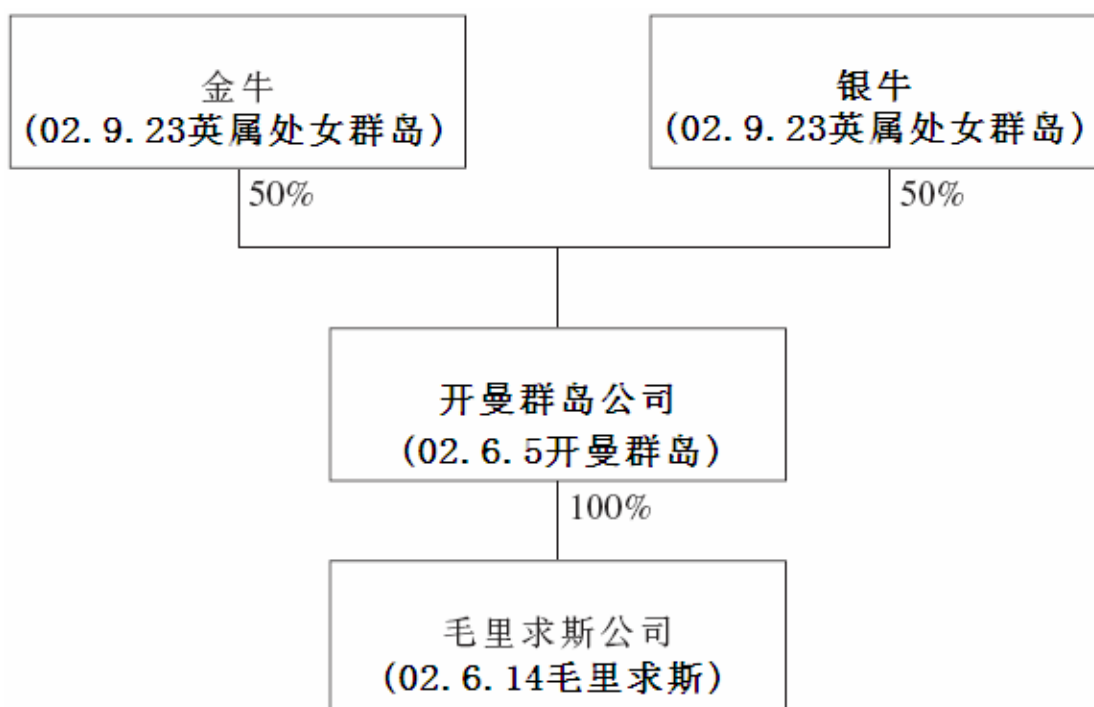 金牛
(02.9.23英属处女群岛)
银牛
(02.9.23英属处女群岛)
50%
50%
开曼群岛公司
(02.6.5开曼群岛)
100%
毛里求斯公司
(02.6.14毛里求斯)